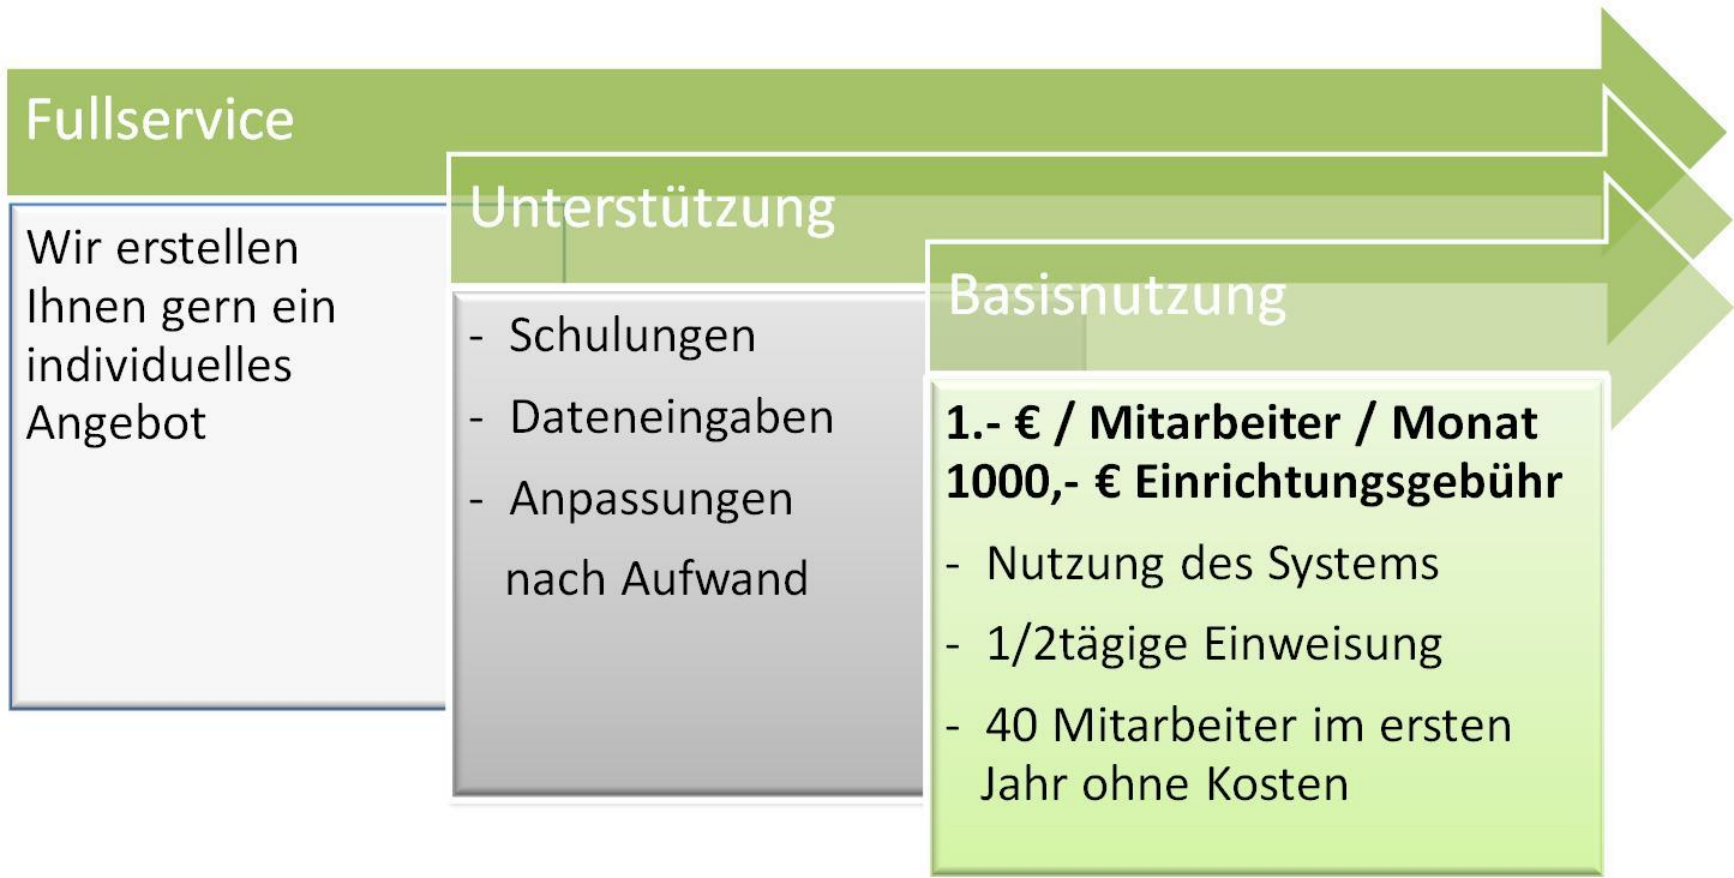 Fullservice
Wir erstellen
Ihnen gern ein
individuelles
Angebot
Unterstützung
- Schulungen
- Dateneingaben
- Anpassungen
nach Aufwand
Basisnutzung
1.- € / Mitarbeiter / Monat
1000,- € Einrichtungsgebühr
- Nutzung des Systems
- 1/2tägige Einweisung
- 40 Mitarbeiter im ersten
Jahr ohne Kosten